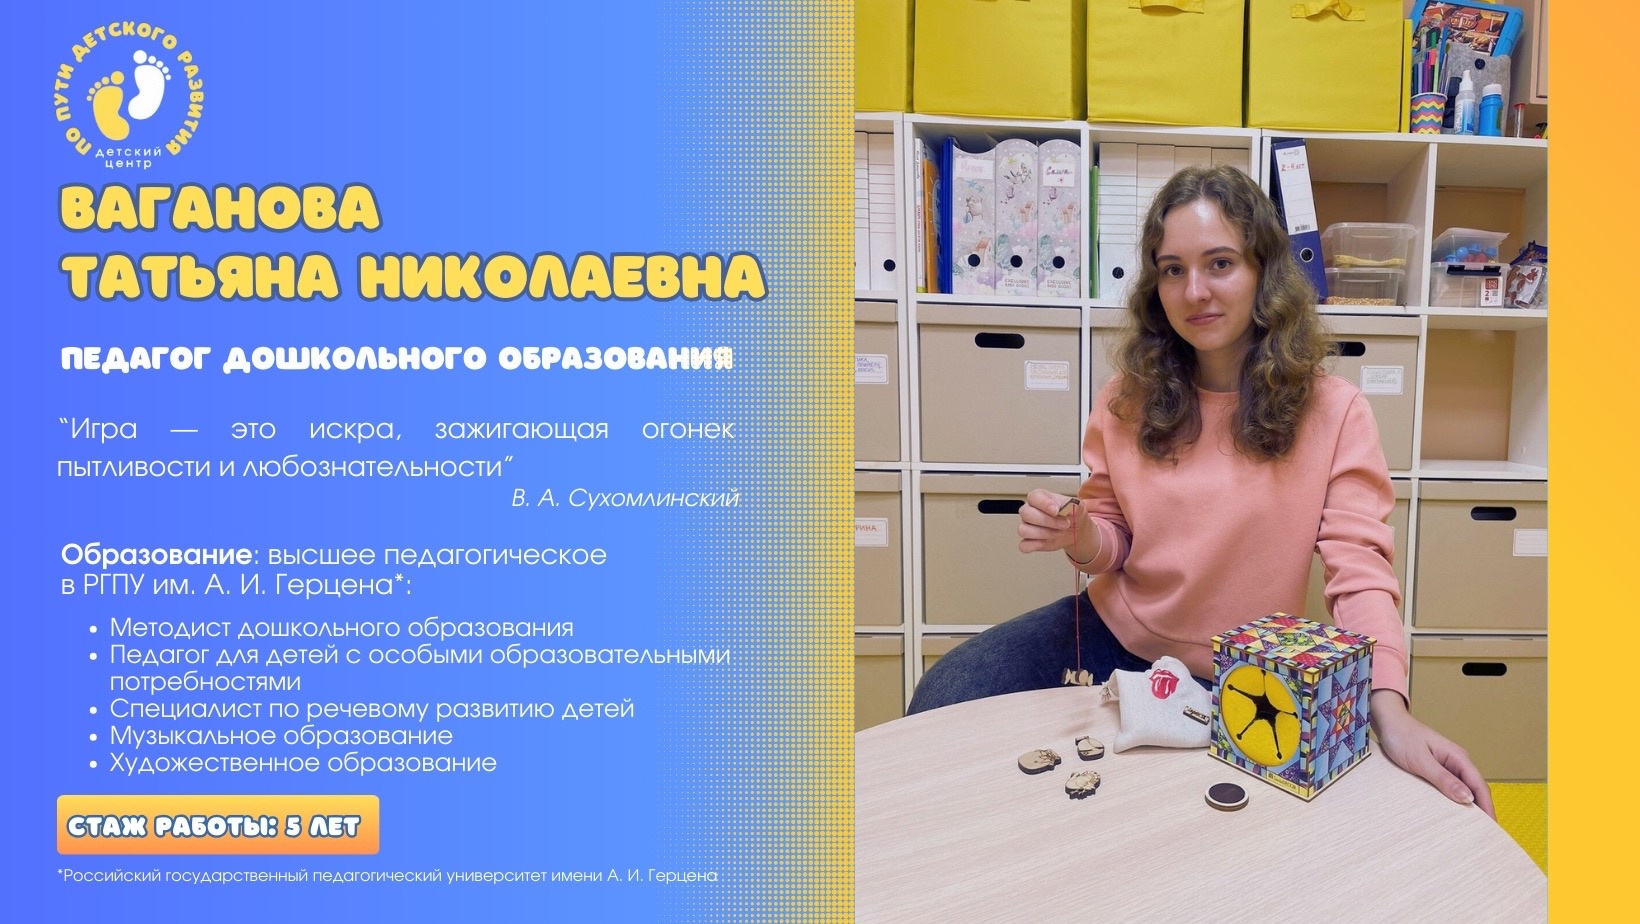 ПО ПУТИ ДЕТСКОГО РАЗВИТИЯ
детский
центр
ВАГАНОВА
ТАТЬЯНА НИКОЛАЕВНА
ПЕДАГОГ ДОШКОЛЬНОГО ОБРАЗОВАНИЯ
“Игра — это искра, зажигающая огонек
пытливости и любознательности”
В. А. Сухомлинский
Образование: высшее педагогическое
в РГПУ им. А. И. Герцена*:
• Методист дошкольного образования
• Педагог для детей с особыми образовательными
потребностями
• Специалист по речевому развитию детей
• Музыкальное образование
• Художественное образование
СТАЖ РАБОТЫ: 5 ЛЕТ
*Российский государственный педагогический университет имени А. И. Герцена